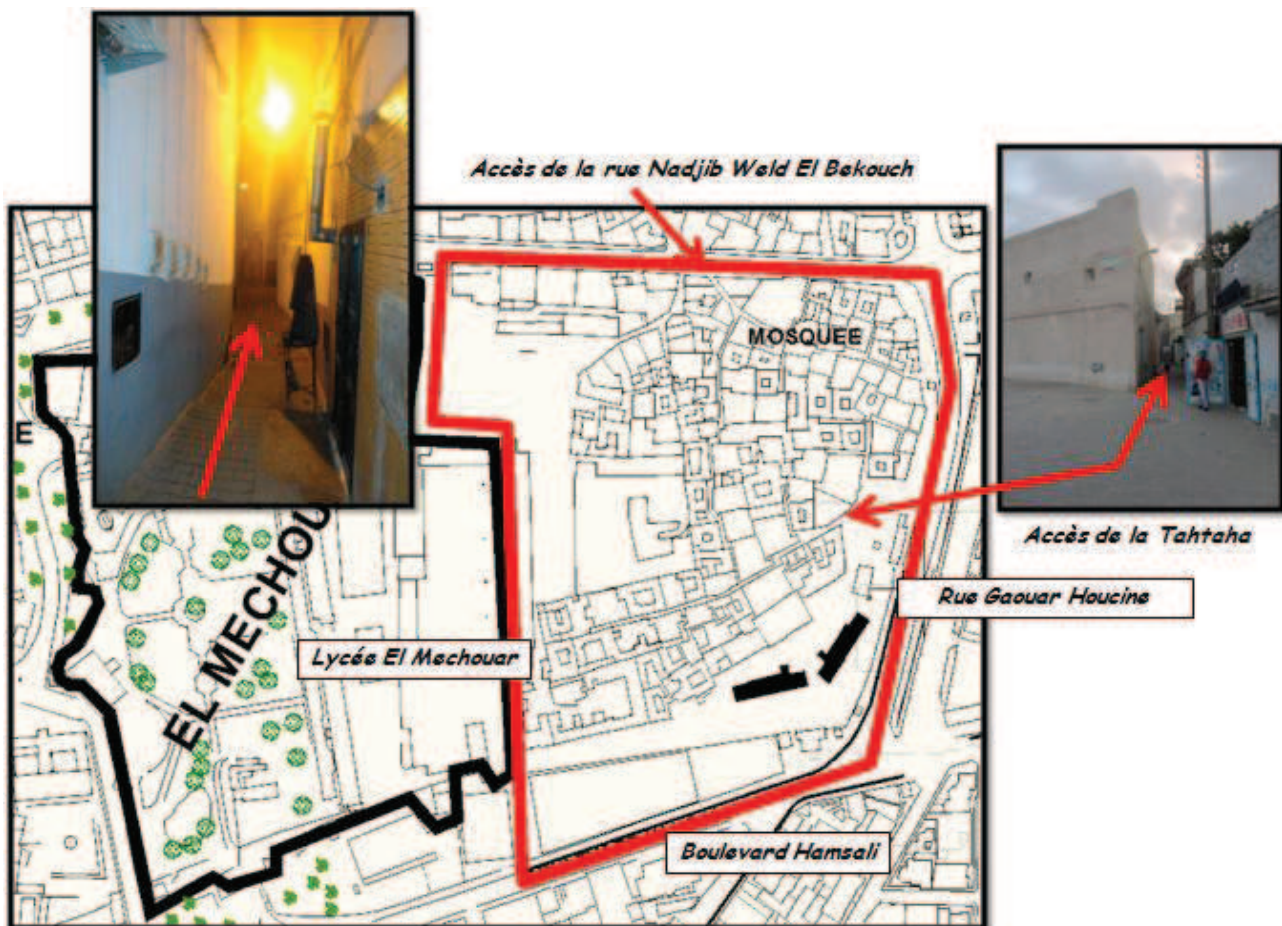 Accès de la rue Nadjib Weld El Bekouch
MOSQUEE
Accès de la Tahtaha
E
Rue Gaouar Houcine
EL MECHOU
Lycée El Mechouar
Boulevard Hamsali